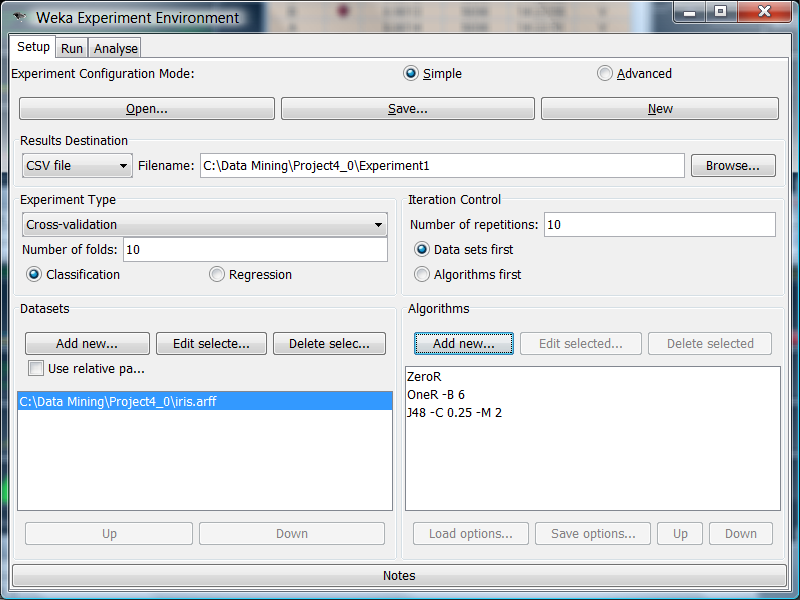 Weka Experiment Environment
Setup Run Analyse
Experiment Configuration Mode: Simple Advanced
Open... Save... New
Results Destination
CSV file Filename: C:\Data Mining\Project4_0\Experiment1 Browse...
Experiment Type
Cross-validation
Number of folds: 10
Classification Regression
Iteration Control
Number of repetitions: 10
Data sets first
Algorithms first
Datasets
Add new... Edit selecte... Delete selec...
Use relative pa...
C:\Data Mining\Project4_0\iris.arff
Up Down
Algorithms
Add new... Edit selected... Delete selected
ZeroR
OneR -B 6
J48 -C 0.25 -M 2
Load options... Save options... Up Down
Notes